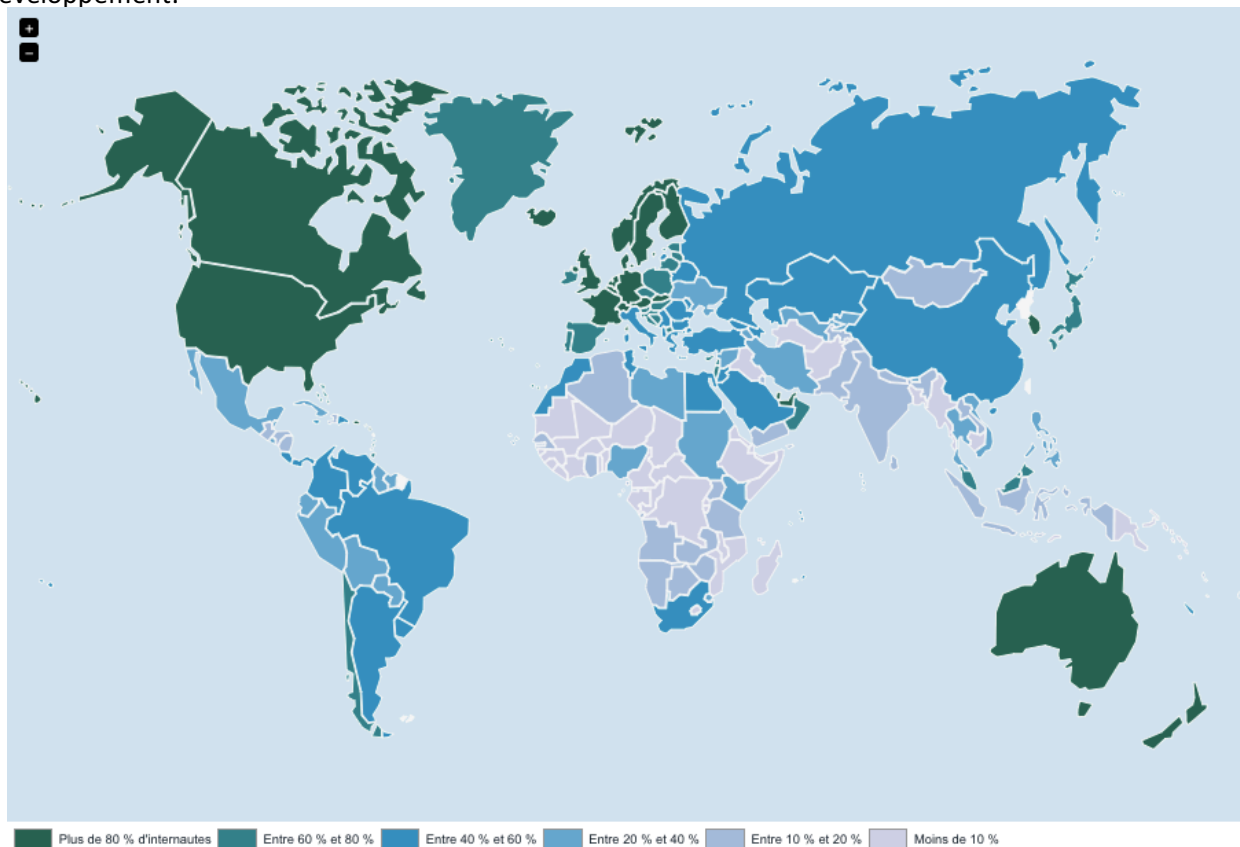 éveloppement.
+
−
Plus de 80 % d'internautes Entre 60 % et 80 % Entre 40 % et 60 % Entre 20 % et 40 % Entre 10 % et 20 % Moins de 10 %